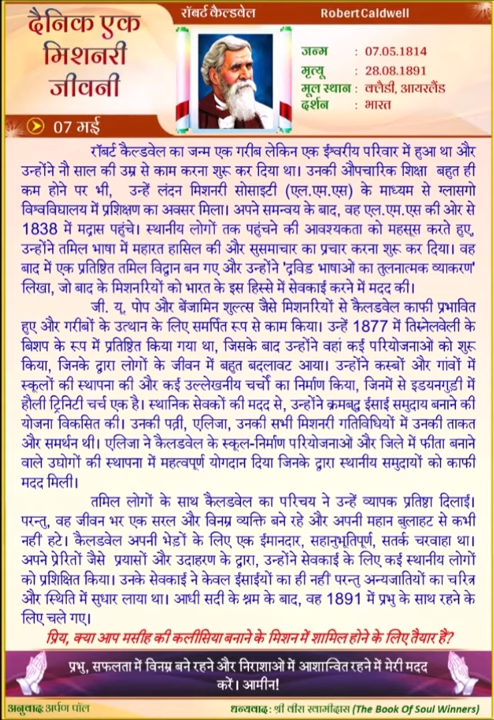 दैनिक एक
मिशनरी
जीवनी
07 मई
रॉबर्ट कैल्डवेल RobertCaldwell
जन्म : 07.05.1814
मृत्यू : 28.08.1891
मूल स्थान : क्लैडी, आयरलैंड
दर्शन : भारत
रॉबर्ट कैल्डवेल का जन्म एक गरीब लेकिन एक ईश्वरीय परिवार में हुआ था और
उन्होंने नौ साल की उम्र से काम करना शुरू कर दिया था। उनकी औपचारिक शिक्षा बहुत ही
कम होने पर भी, उन्हें लंदन मिशनरी सोसाइटी (एल.एम.एस) के माध्यम से ग्लासगो
विश्वविद्यालय में प्रशिक्षण का अवसर मिला। अपने समन्वय के बाद, वह एल.एम.एस की ओर से
1838 में मद्रास पहुंचे। स्थानीय लोगों तक पहुंचने की आवश्यकता को महसूस करते हुए,
उन्होंने तमिल भाषा में महारत हासिल की और सुसमाचार का प्रचार करना शुरू कर दिया। वह
बाद में एक प्रतिष्ठित तमिल विद्वान बन गए और उन्होंने 'द्रविड भाषाओं का तुलनात्मक व्याकरण'
लिखा, जो बाद के मिशनरियों को भारत के इस हिस्से में सेवकाई करने में मदद की।
जी. यू. पोप और बेंजामिन शुल्त्स जैसे मिशनरियों से कैलडवेल काफी प्रभावित
हुए और गरीबों के उत्थान के लिए समर्पित रूप से काम किया। उन्हें 1877 में तिरुनेलवेली के
बिशप के रूप में प्रतिष्ठित किया गया था, जिसके बाद उन्होंने वहां कई परियोजनाओं को शुरू
किया, जिनके द्वारा लोगों के जीवन में बहुत बदलावट आया। उन्होंने कस्बों और गांवों में
स्कूलों की स्थापना की और कई उल्लेखनीय चर्चों का निर्माण किया, जिनमें से इडयनगुड़ी में
हौली ट्रिनिटी चर्च एक है। स्थानिक सेवकों की मदद से, उन्होंने क्रमबद्ध ईसाई समुदाय बनाने की
योजना विकसित की। उनकी पत्नी, एलिजा, उनकी सभी मिशनरी गतिविधियों में उनकी ताकत
और समर्थन थी। एलिजा ने कैलडवेल के स्कूल-निर्माण परियोजनाओं और जिले में फीता बनाने
वाले उद्योगों की स्थापना में महत्वपूर्ण योगदान दिया जिनके द्वारा स्थानीय समुदायों को काफी
मदद मिली।
तमिल लोगों के साथ कैलडवेल का परिचय ने उन्हें व्यापक प्रतिष्ठा दिलाई।
परन्तु, वह जीवन भर एक सरल और विनम्र व्यक्ति बने रहे और अपनी महान बुलाहट से कभी
नहीं हटे। कैलडवेल अपनी भेड़ों के लिए एक ईमानदार, सहानुभूतिपूर्ण, सतर्क चरवाहा था।
अपने प्रेरितों जैसे प्रयासों और उदाहरण के द्वारा, उन्होंने सेवकाई के लिए कई स्थानीय लोगों
को प्रशिक्षित किया। उनके सेवकाई ने केवल ईसाईयों का ही नहीं परन्तु अन्यजातियों का चरित्र
और स्थिति में सुधार लाया था। आधी सदी के श्रम के बाद, वह 1891 में प्रभु के साथ रहने के
लिए चले गए।
प्रिय, क्या आप मसीह की कलीसिया बनाने के मिशन में शामिल होने के लिए तैयार हैं?
प्रभु, सफलता में विनम्र बने रहने और निराशाओं में आशान्वित रहने में मेरी मदद
करें। आमीन!
अनुवाद: अर्पण पॉल धन्यवाद: श्री वीरा स्वामीदास (The Book Of Soul Winners)